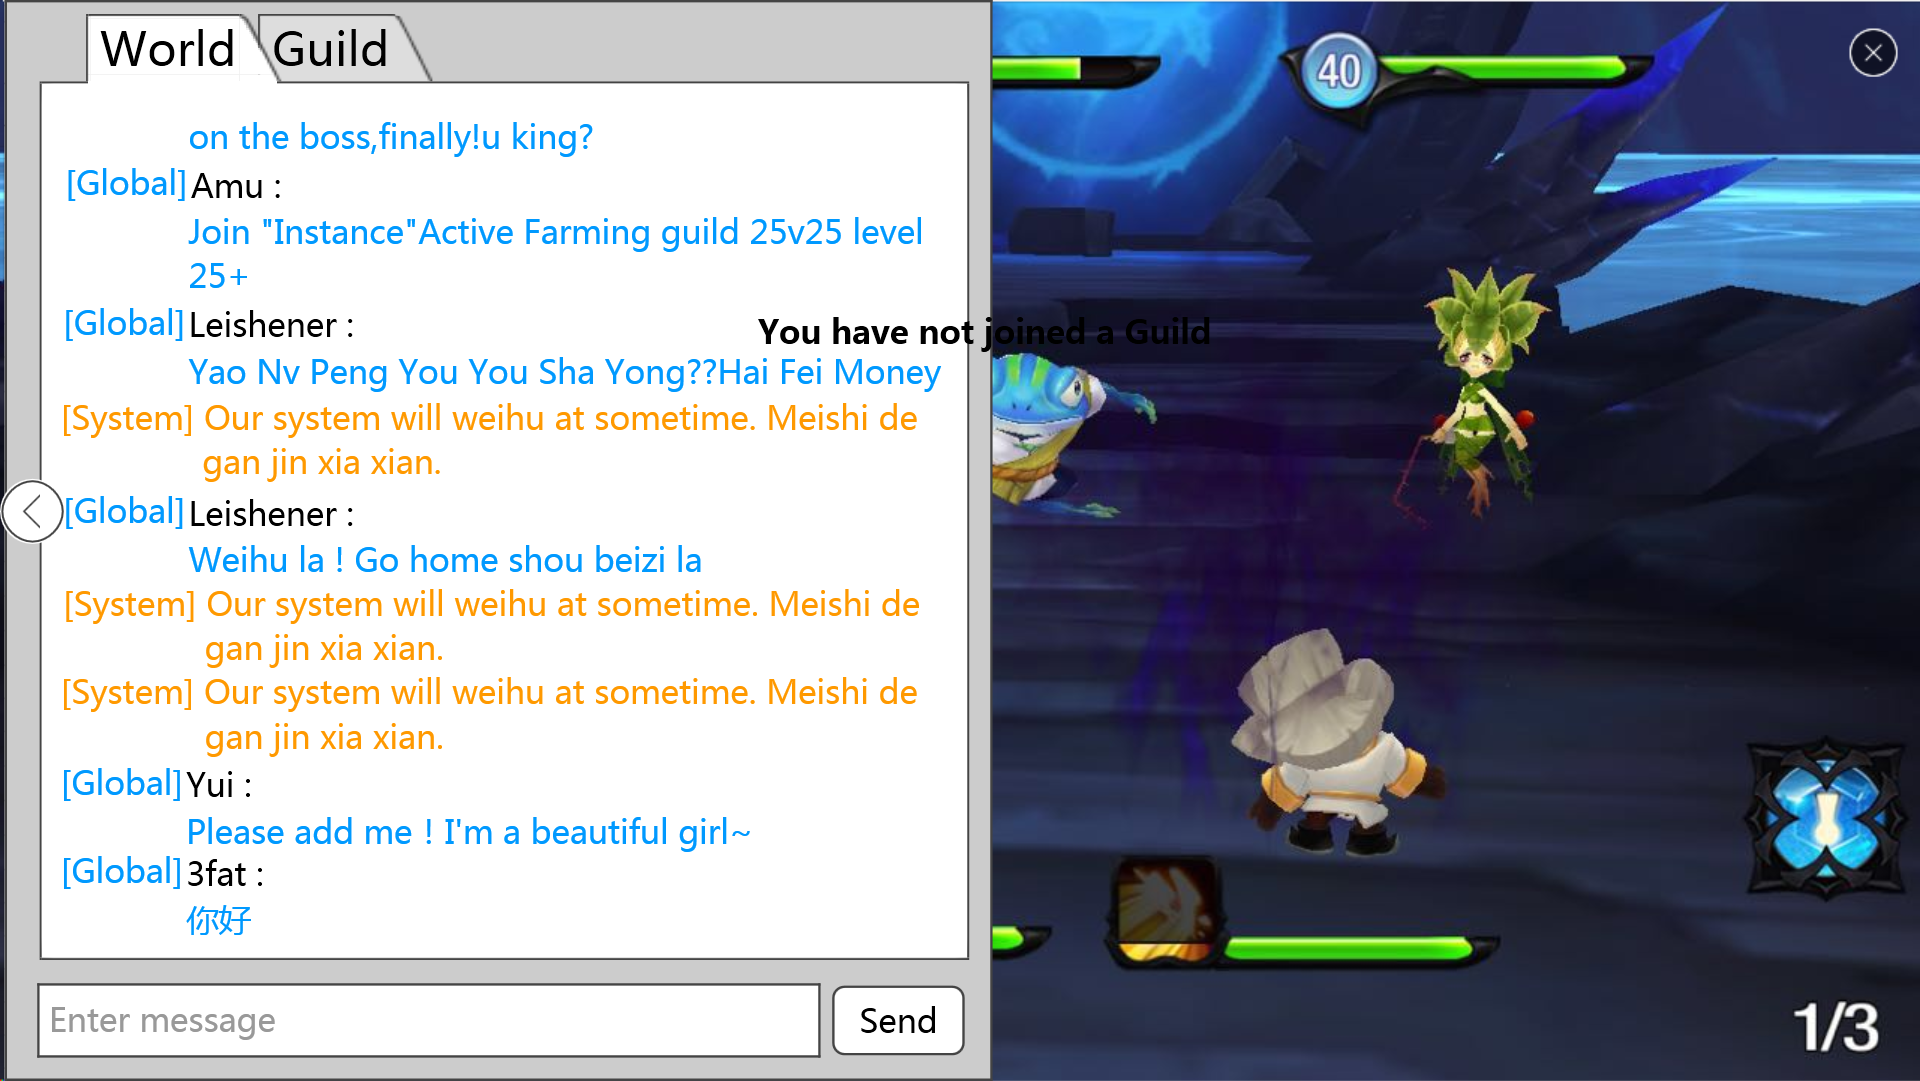 World Guild
on the boss,finally!u king?
[Global] Amu :
Join "Instance"Active Farming guild 25v25 level
25+
[Global] Leishener :
You have not joined a Guild
Yao Nv Peng You You Sha Yong??Hai Fei Money
[System] Our system will weihu at sometime. Meishi de
gan jin xia xian.
[Global] Leishener :
Weihu la ! Go home shou beizi la
[System] Our system will weihu at sometime. Meishi de
gan jin xia xian.
[System] Our system will weihu at sometime. Meishi de
gan jin xia xian.
[Global] Yui :
Please add me ! I'm a beautiful girl~
[Global] 3fat :
你好
Enter message
Send
40
1/3